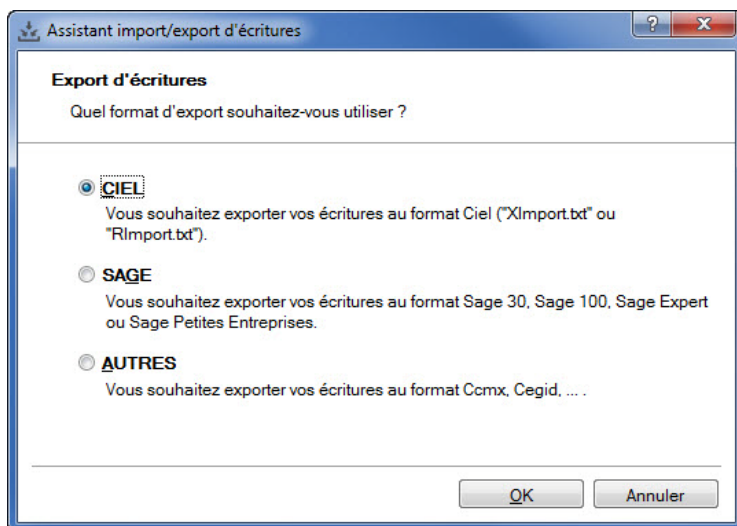 Assistant import/export d'écritures
Export d'écritures
Quel format d'export souhaitez-vous utiliser ?
CIEL
Vous souhaitez exporter vos écritures au format Ciel ("XImport.txt" ou
"RImport.txt").
SAGE
Vous souhaitez exporter vos écritures au format Sage 30, Sage 100, Sage Expert
ou Sage Petites Entreprises.
AUTRES
Vous souhaitez exporter vos écritures au format Ccmx, Cegid, ... .
OK Annuler